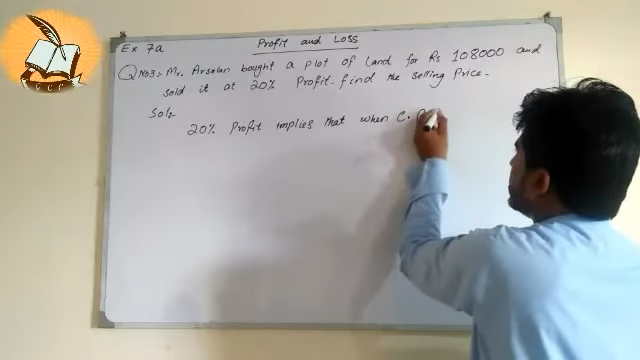 Ex 7a
Profit and Loss
Q No3:- Mr. Arsalan bought a plot of Land for Rs 108000 and
sold it at 20% Profit. find the selling Price.
Sol:-
20% Profit implies that when C.
G C P